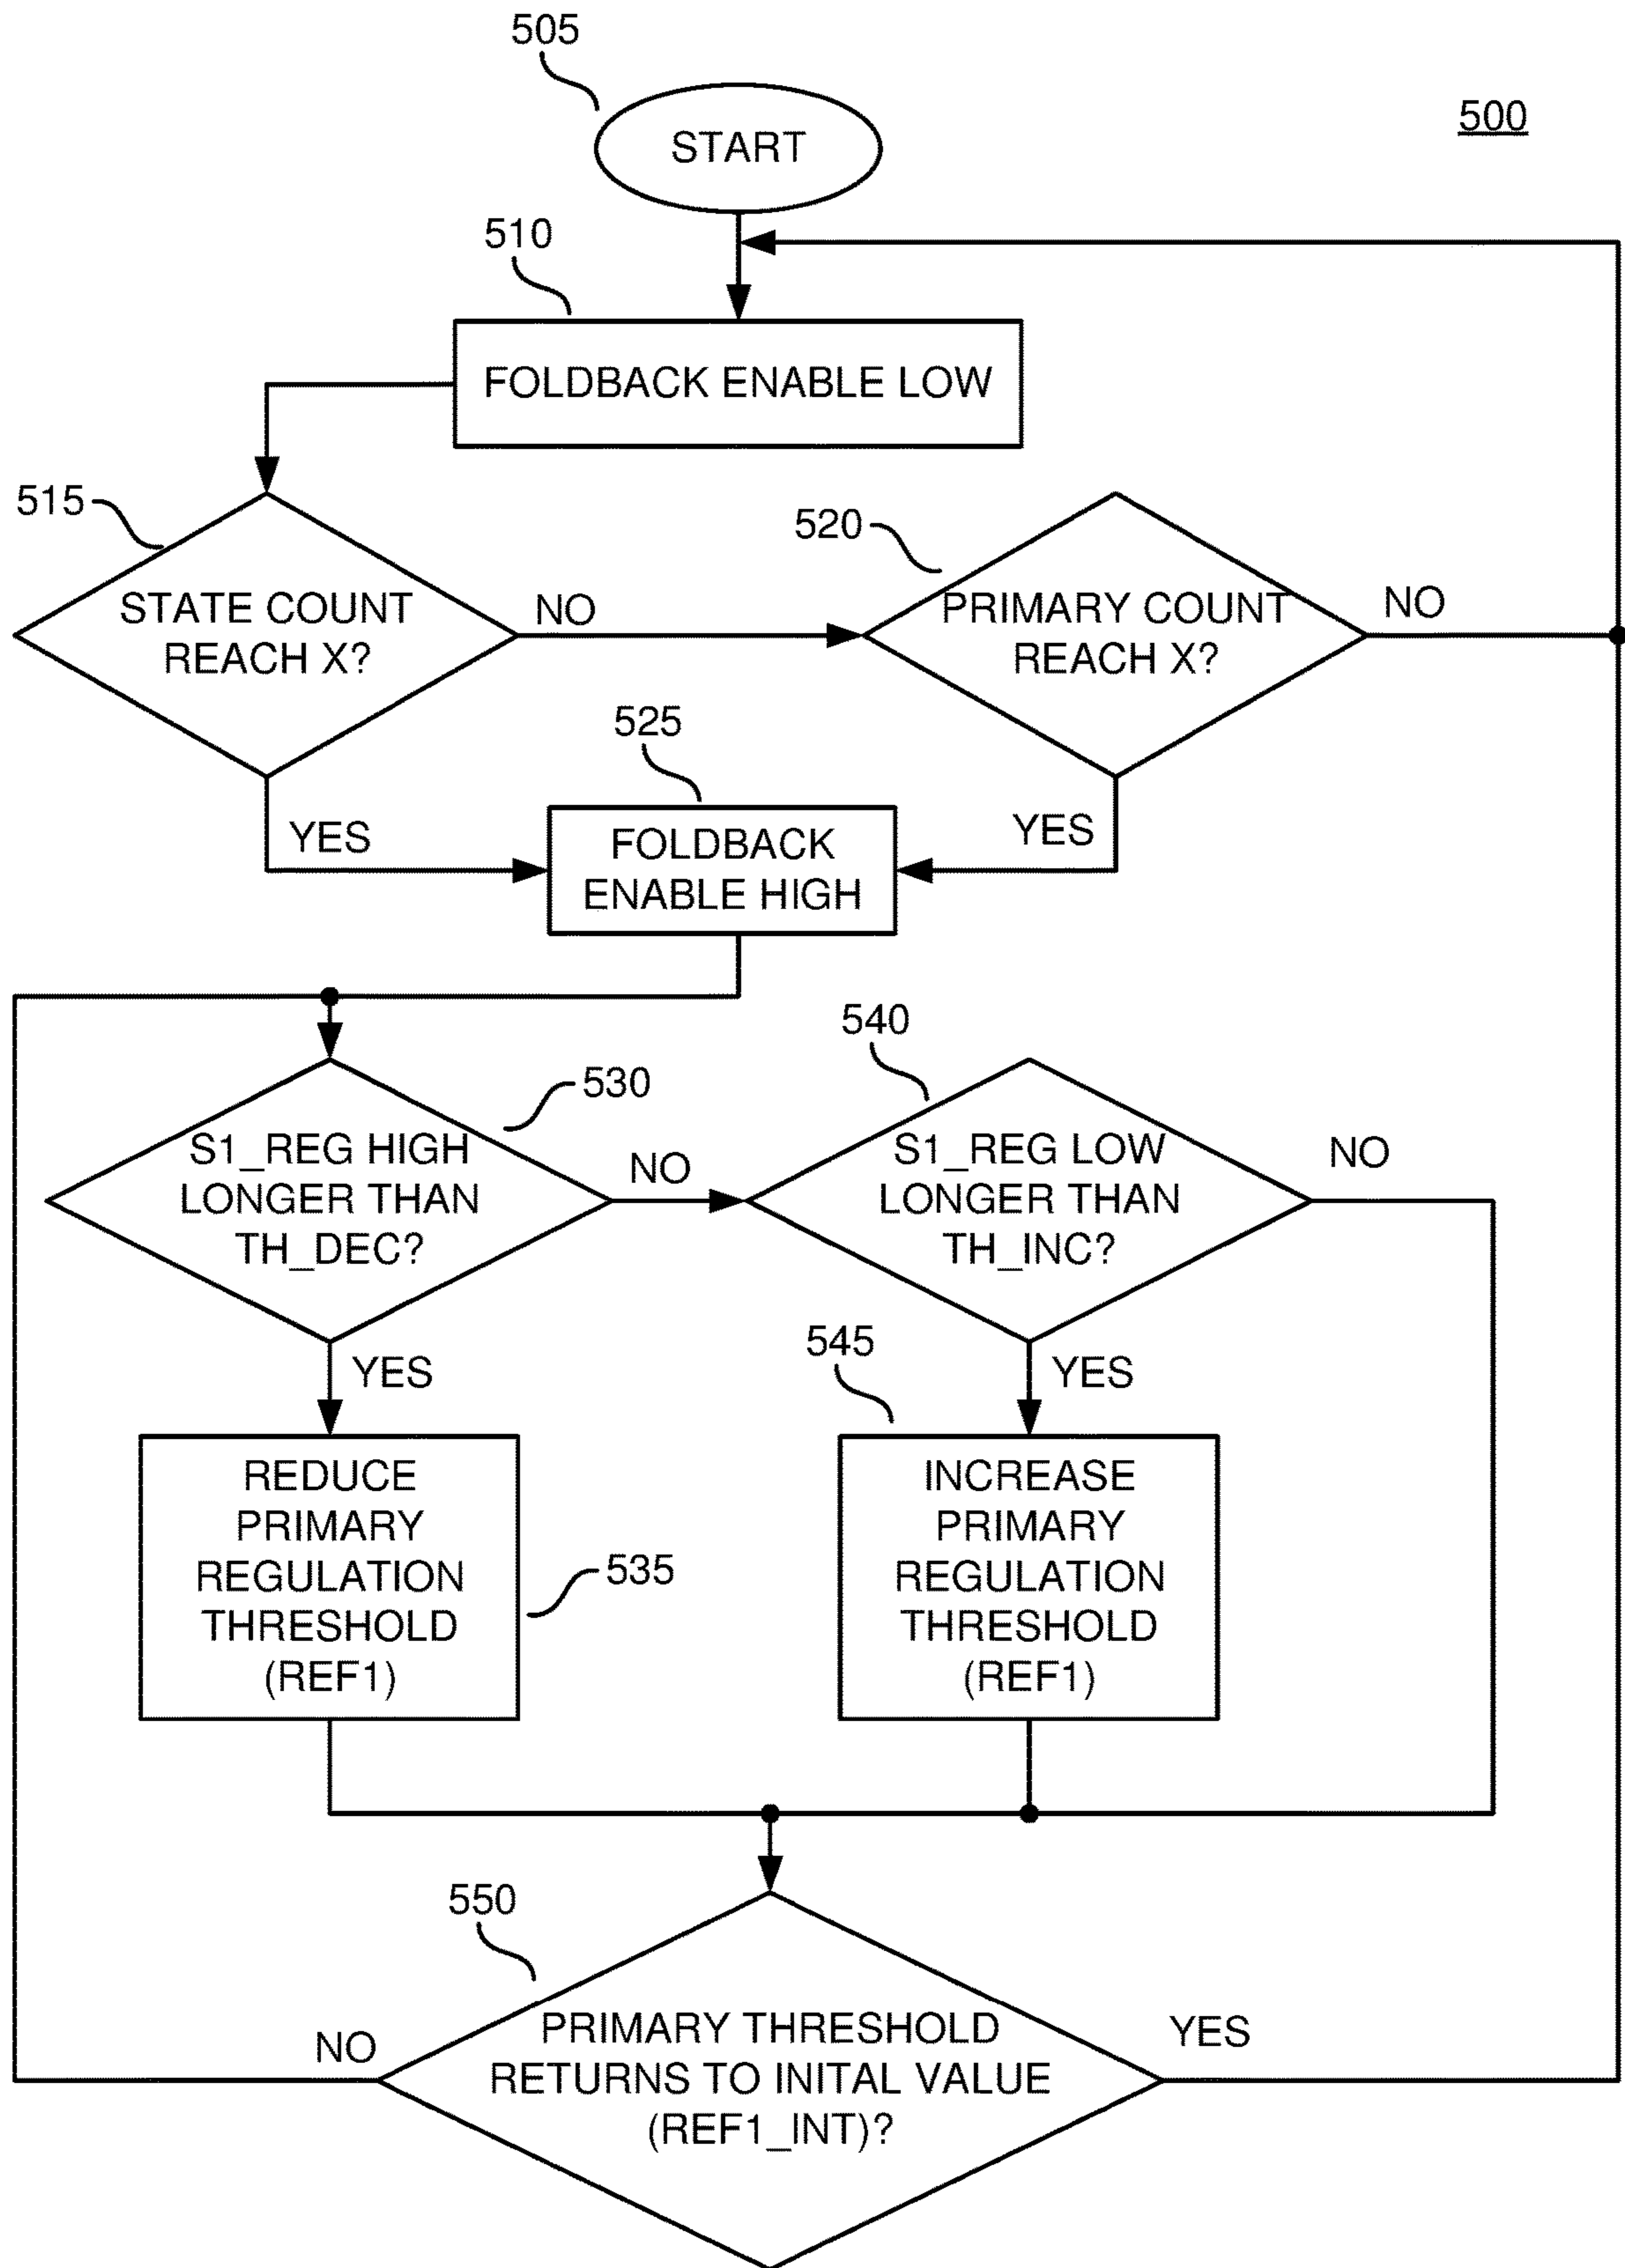 505
START
500
510
FOLDBACK ENABLE LOW
515
STATE COUNT
REACH X?
NO
520
PRIMARY COUNT
REACH X?
NO
525
YES
FOLDBACK
ENABLE HIGH
YES
530
S1_REG HIGH
LONGER THAN
TH_DEC?
NO
540
S1_REG LOW
LONGER THAN
TH_INC?
NO
YES
545
YES
REDUCE
PRIMARY
REGULATION
THRESHOLD
(REF1)
535
INCREASE
PRIMARY
REGULATION
THRESHOLD
(REF1)
550
NO
PRIMARY THRESHOLD
RETURNS TO INITAL VALUE
(REF1_INT)?
YES